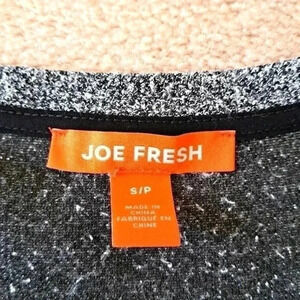 JOE FRESH
S/P
MADE IN
CHINA
FABRIQUÉ EN
CHINE